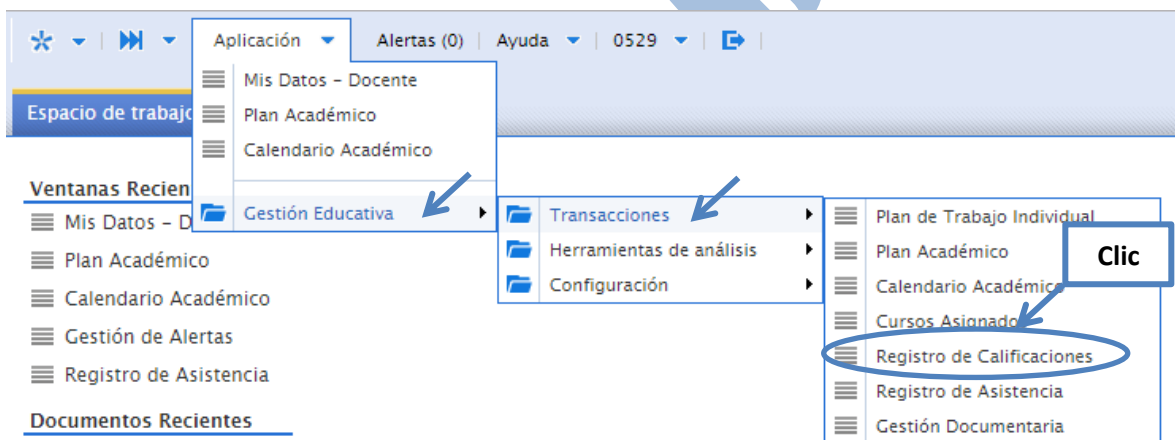 Aplicación Alertas (0) Ayuda 0529
Mis Datos – Docente
Plan Académico
Calendario Académico
Gestión Educativa
Transacciones
Herramientas de análisis
Configuración
Plan de Trabajo Individual
Plan Académico
Calendario Académico
Cursos Asignado
Registro de Calificaciones
Registro de Asistencia
Gestión Documentaria
Clic
Espacio de trabajo
Ventanas Recien
Mis Datos – D
Plan Académico
Calendario Académico
Gestión de Alertas
Registro de Asistencia
Documentos Recientes